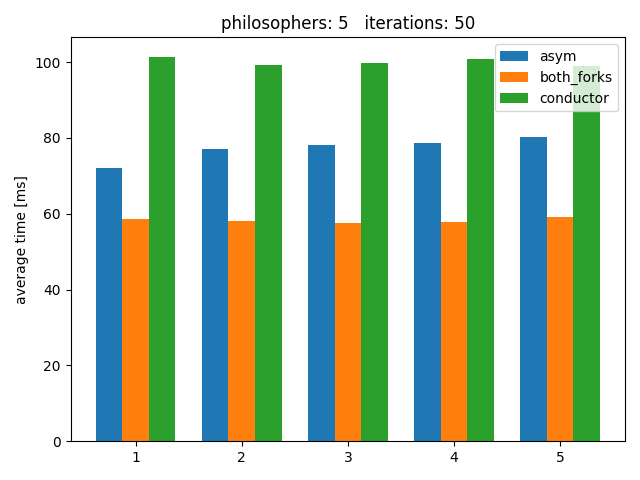 philosophers: 5   iterations: 50
asym
both_forks
conductor
average time [ms]
100
80
60
40
20
0
1 2 3 4 5